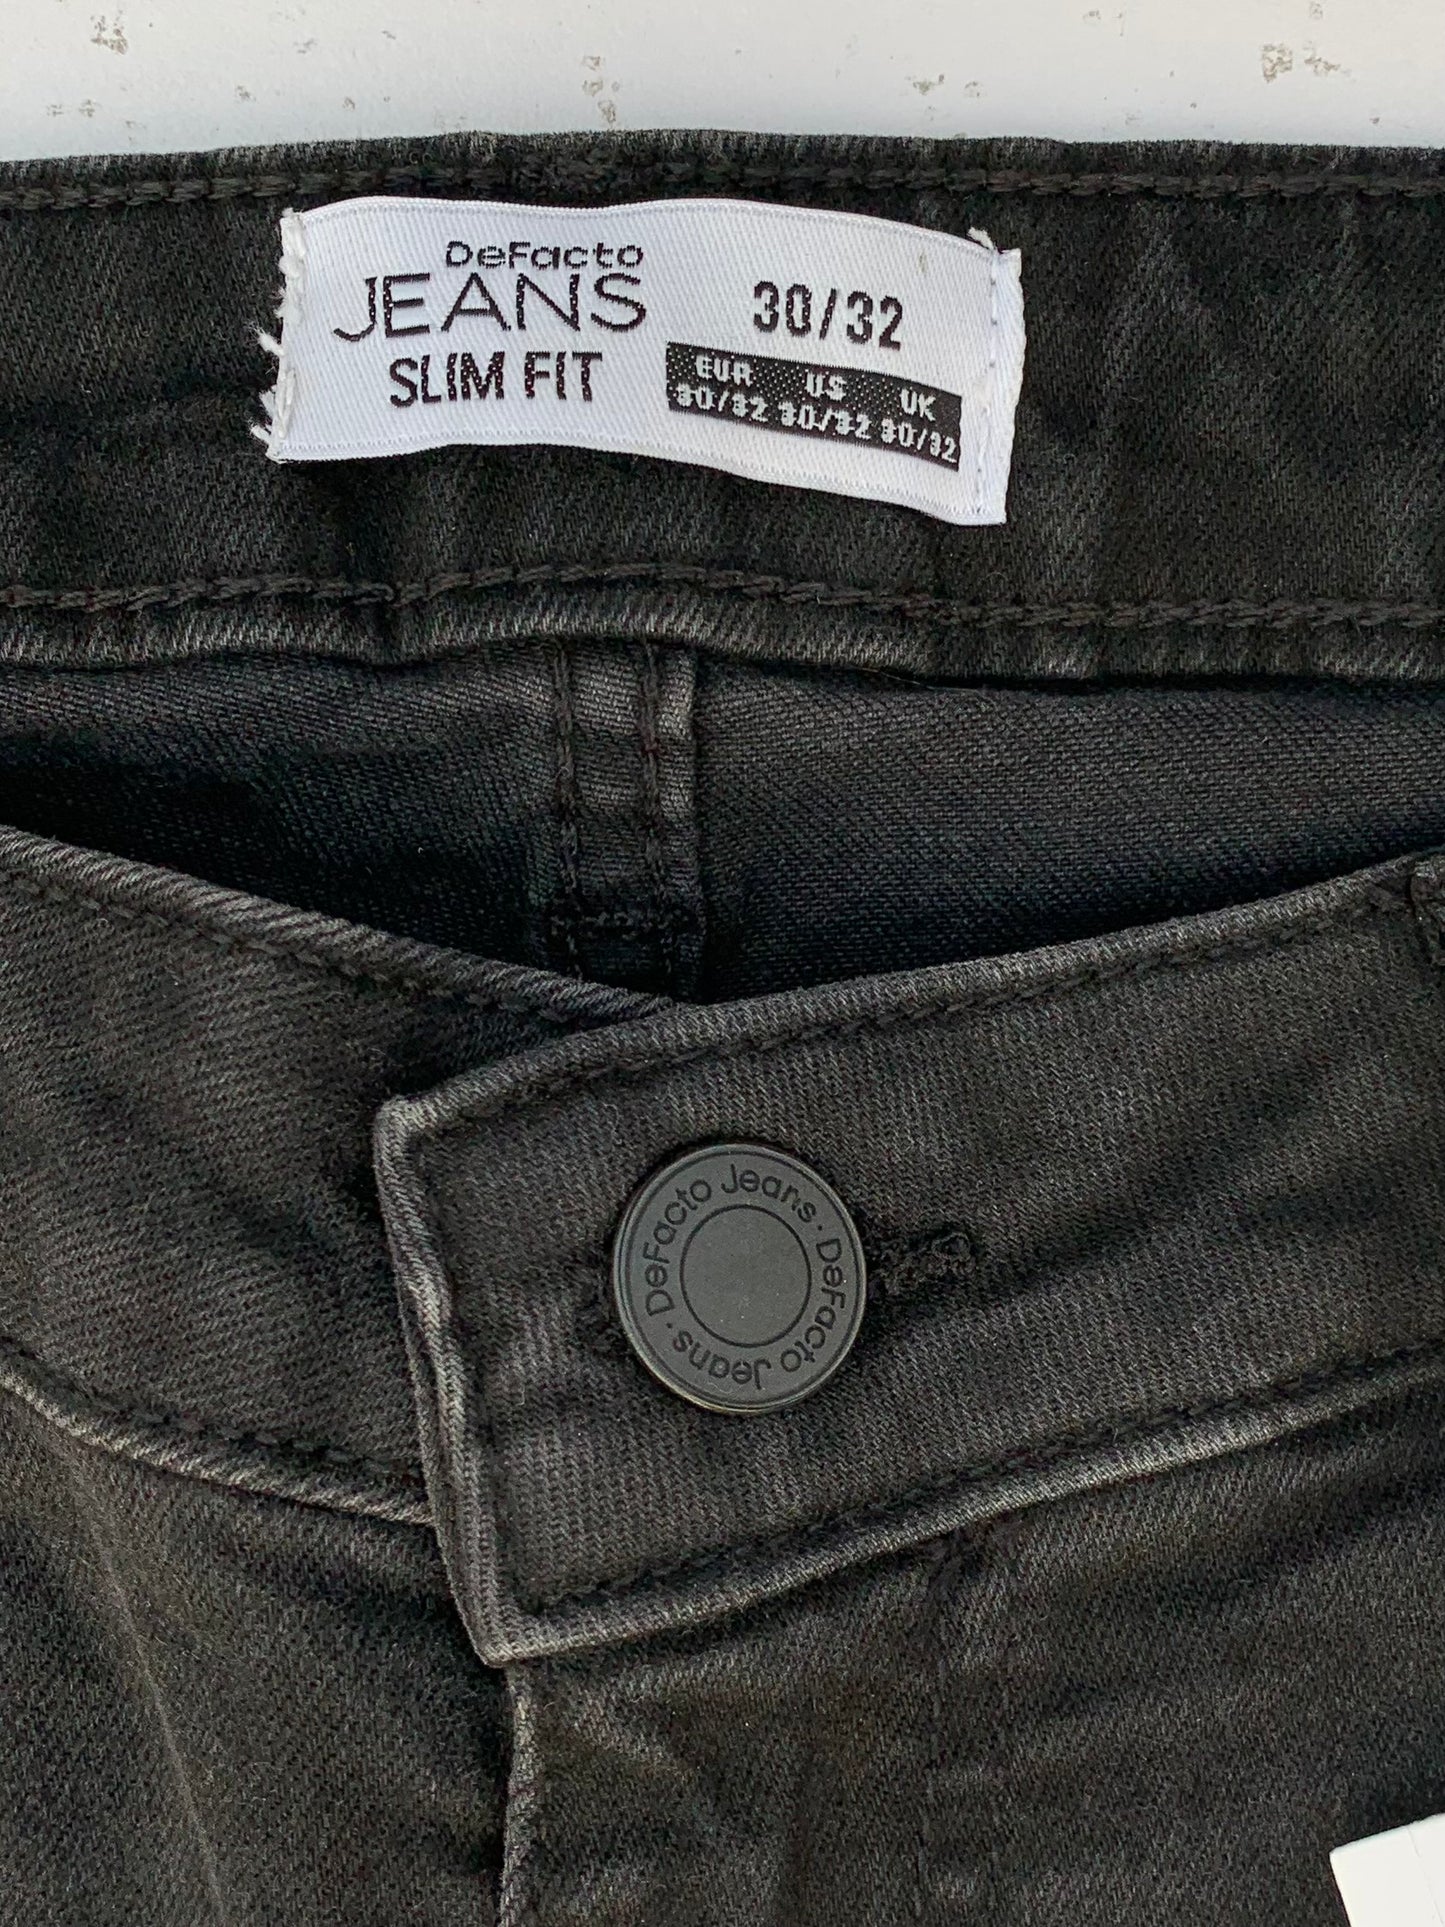 DeFacto
JEANS
SLIM FIT
30/32
EUR US UK
30/32 30/32 30/32
DeFacto Jeans · DeFacto Jeans ·